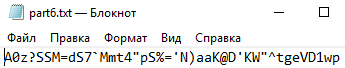 part6.txt — Блокнот
Файл Правка Формат Вид Справка
A0z?SSM=dS7`Mmt4"pS%='N)aaK@D'KW"^tgeVD1wp